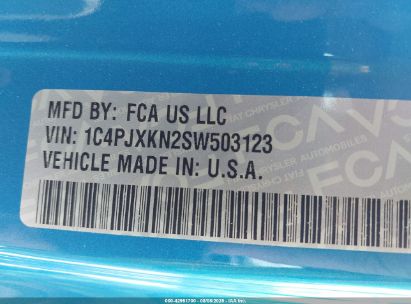 MFD BY: FCA US LLC
VIN: 1C4PJXKN2SW503123
VEHICLE MADE IN: U.S.A.